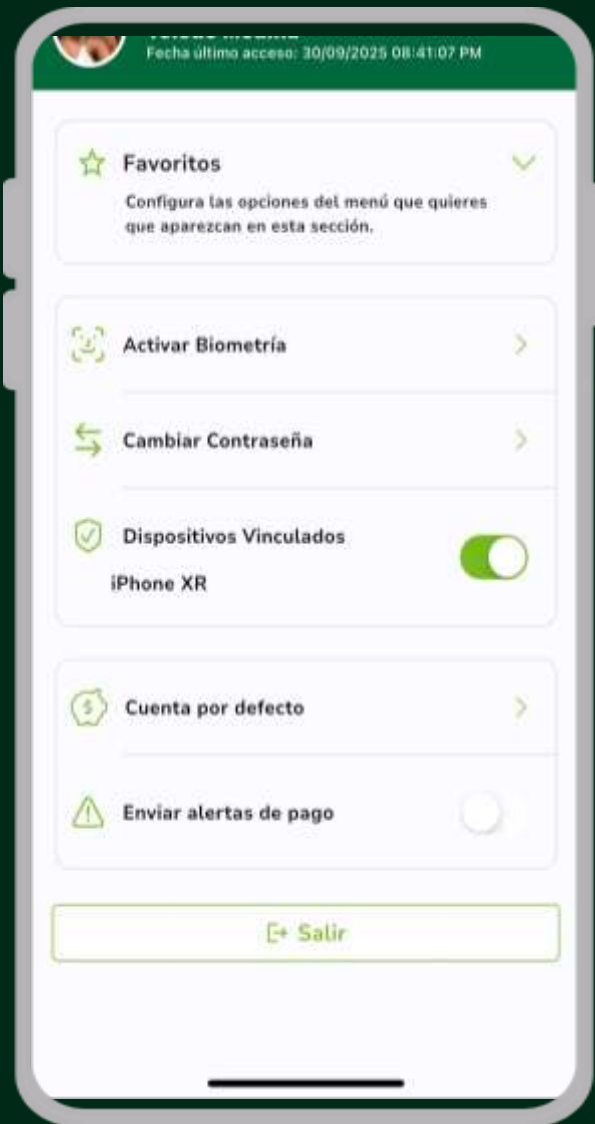 Fecha último acceso: 30/09/2025 08:41:07 PM
Favoritos
Configura las opciones del menú que quieres
que aparezcan en esta sección.
Activar Biometría
Cambiar Contraseña
Dispositivos Vinculados
iPhone XR
Cuenta por defecto
Enviar alertas de pago
Salir